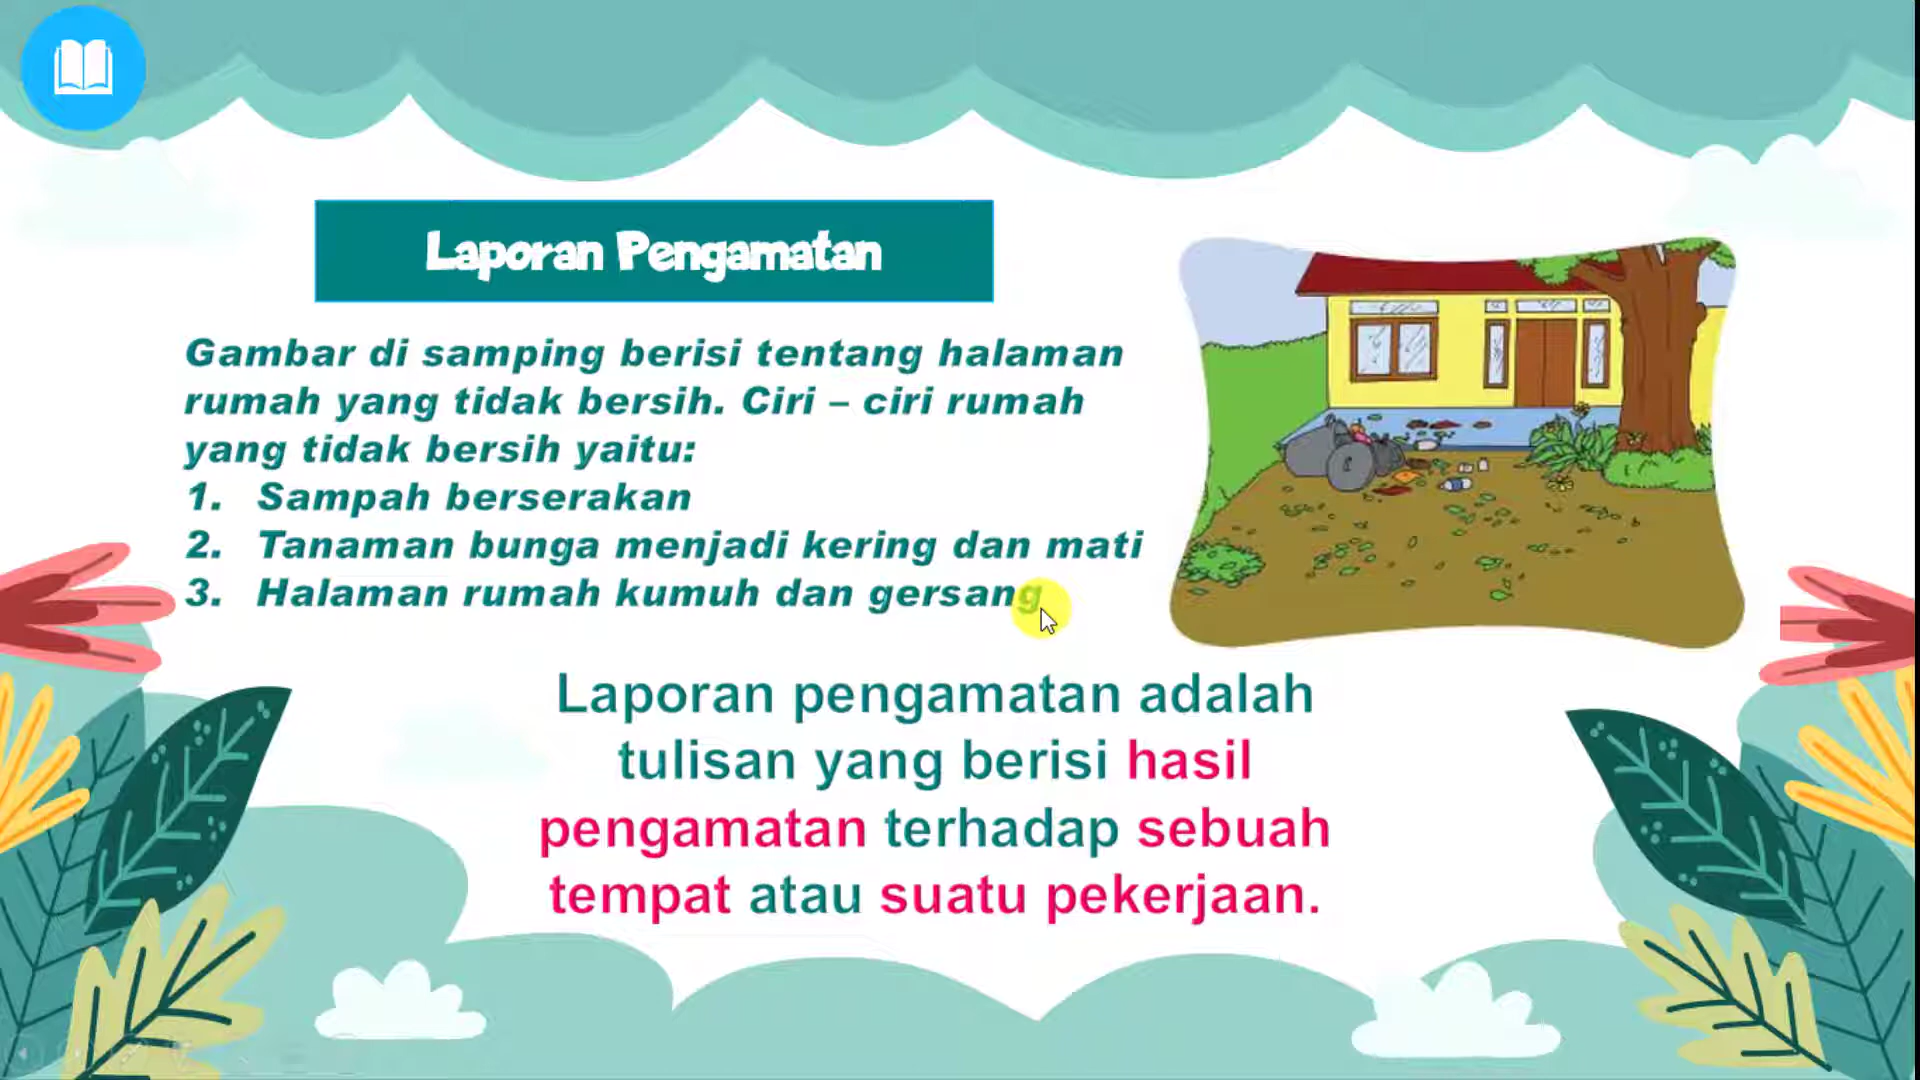 Laporan Pengamatan
Gambar di samping berisi tentang halaman
rumah yang tidak bersih. Ciri – ciri rumah
yang tidak bersih yaitu:
1. Sampah berserakan
2. Tanaman bunga menjadi kering dan mati
3. Halaman rumah kumuh dan gersang
Laporan pengamatan adalah
tulisan yang berisi hasil
pengamatan terhadap sebuah
tempat atau suatu pekerjaan.